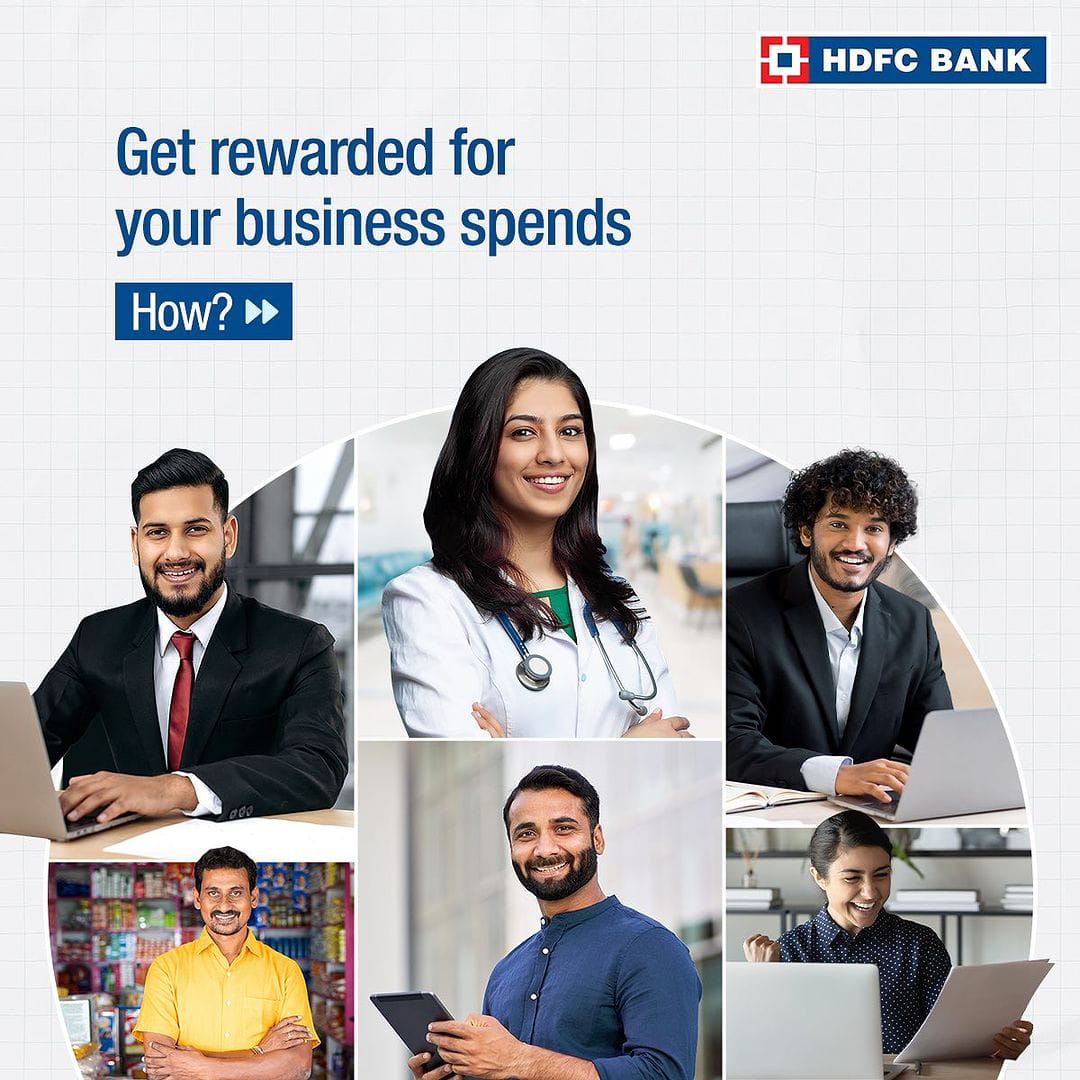 HDFC BANK
Get rewarded for
your business spends
How?